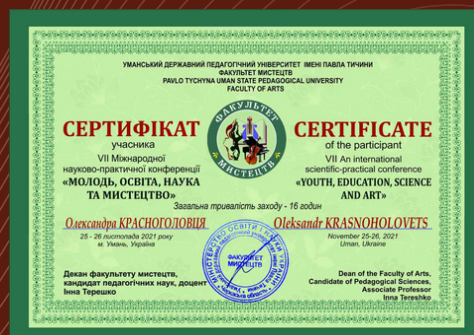 УМАНСЬКИЙ ДЕРЖАВНИЙ ПЕДАГОГІЧНИЙ УНІВЕРСИТЕТ ІМЕНІ ПАВЛА ТИЧИНИ
ФАКУЛЬТЕТ МИСТЕЦТВ
PAVLO TYCHYNA UMAN STATE PEDAGOGICAL UNIVERSITY
FACULTY OF ARTS
ФАКУЛЬТЕТ
МИСТЕЦТВ
СЕРТИФІКАТ
учасника
VII Міжнародної
науково-практичної конференції
«МОЛОДЬ, ОСВІТА, НАУКА
ТА МИСТЕЦТВО»
CERTIFICATE
of the participant
VII An international
scientific-practical conference
«YOUTH, EDUCATION, SCIENCE
AND ART»
Загальна тривалість заходу - 16 годин
Олександра КРАСНОГОЛОВЦЯ
25 - 26 листопада 2021 року
м. Умань, Україна
Oleksandr KRASNOHOLOVETS
November 25-26, 2021
Uman, Ukraine
ФАКУЛЬТЕТ
МИСТЕЦТВ
Декан факультету мистецтв,
кандидат педагогічних наук, доцент
Інна Терешко
Dean of the Faculty of Arts,
Candidate of Pedagogical Sciences,
Associate Professor
Inna Tereshko